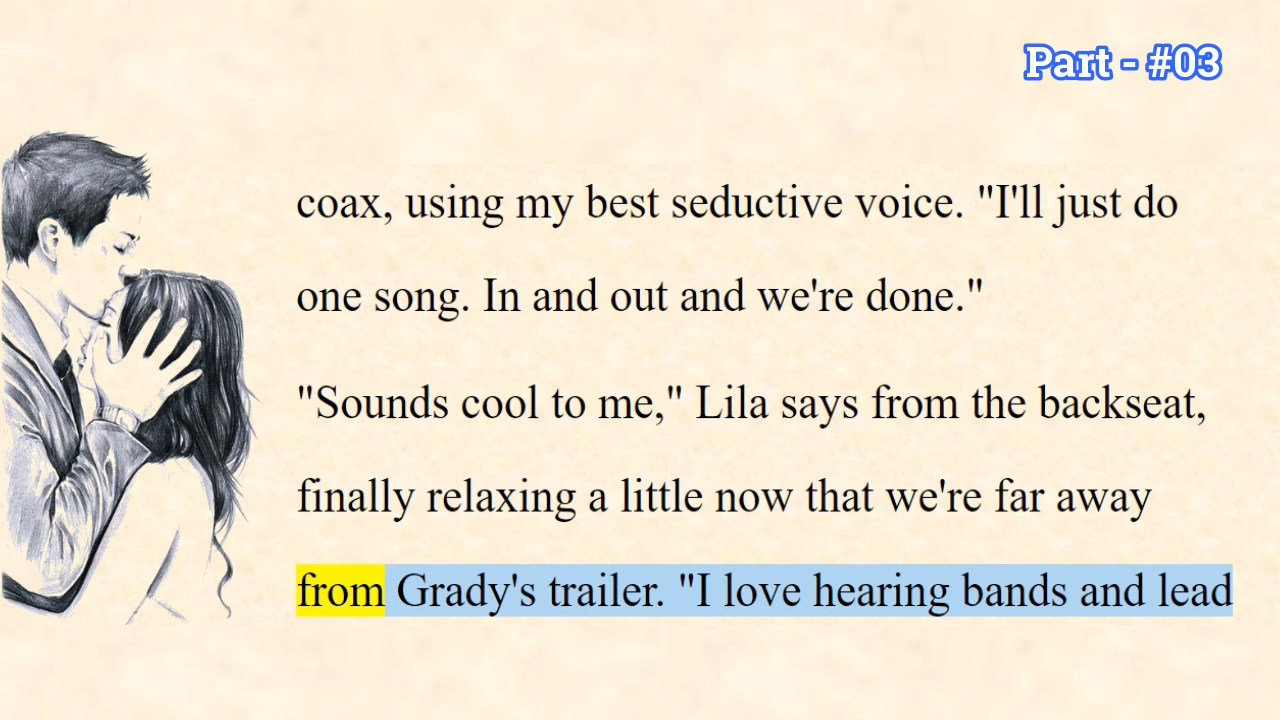 Part - #03
coax, using my best seductive voice. "I'll just do
one song. In and out and we're done."
"Sounds cool to me," Lila says from the backseat,
finally relaxing a little now that we're far away
from Grady's trailer. "I love hearing bands and lead